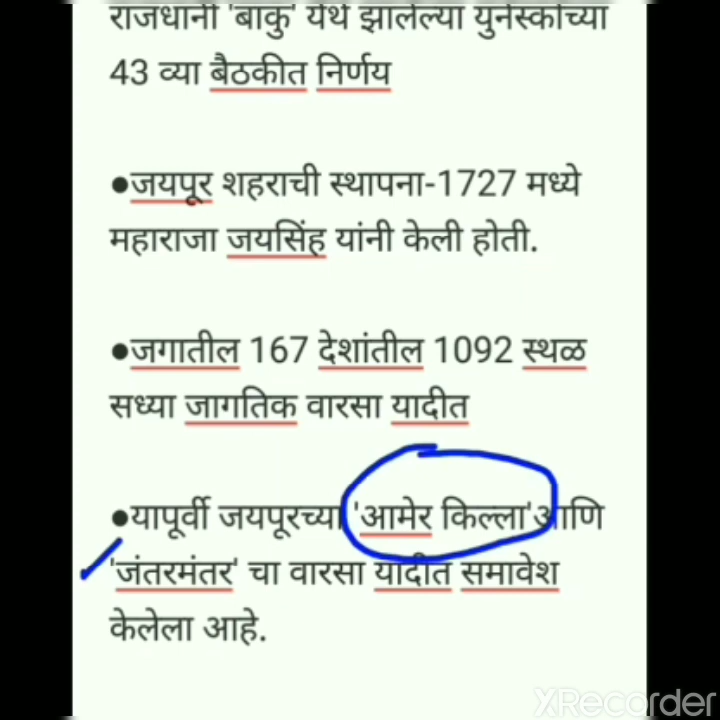 राजधानी 'बाकु' येथे झालेल्या युनेस्कोच्या
43 व्या बैठकीत निर्णय
●जयपूर शहराची स्थापना-1727 मध्ये
महाराजा जयसिंह यांनी केली होती.
●जगातील 167 देशांतील 1092 स्थळ
सध्या जागतिक वारसा यादीत
●यापूर्वी जयपूरच्या 'आमेर किल्ला' आणि
'जंतरमंतर' चा वारसा यादीत समावेश
केलेला आहे.
XRecorder